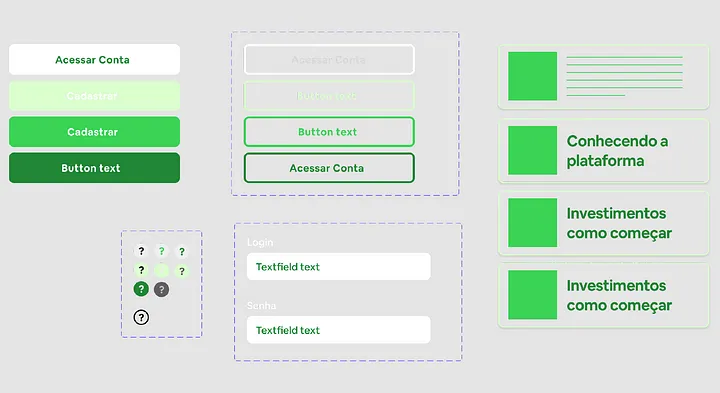 Acessar Conta
Cadastrar
Cadastrar
Button text
Acessar Conta
Button text
Button text
Acessar Conta
? ? ?
? ?
? ?
?
Login
Textfield text
Senha
Textfield text
Conhecendo a
plataforma
Investimentos
como começar
Investimentos
como começar